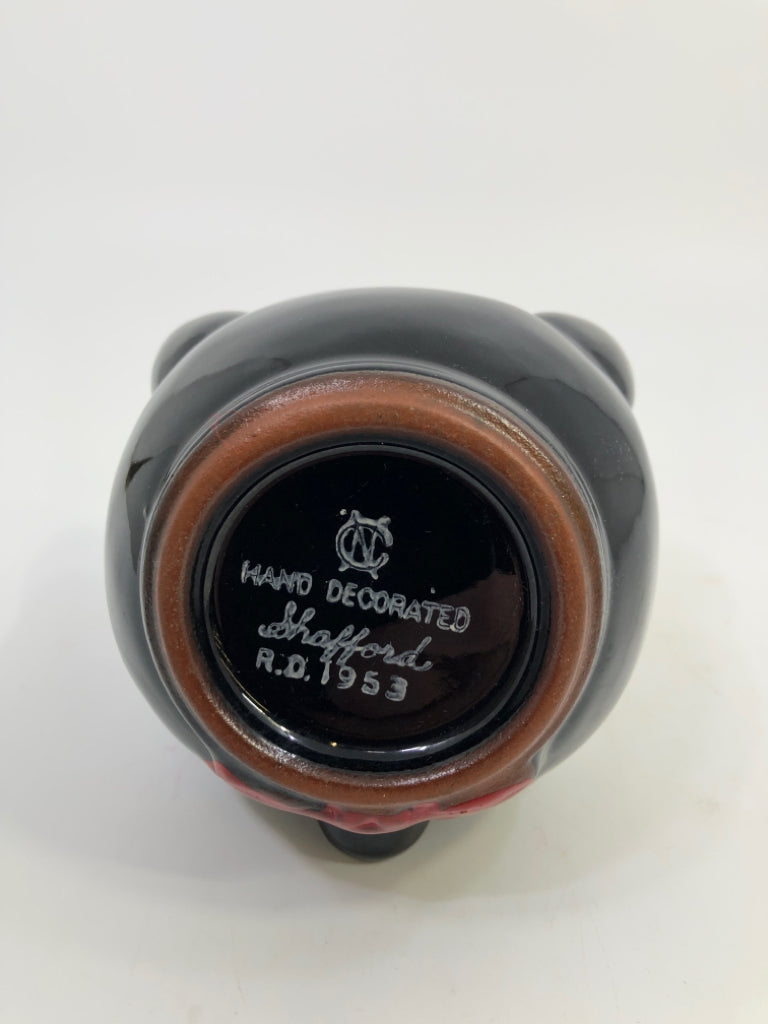 NC
HAND DECORATED
Shafford
R.D. 1953